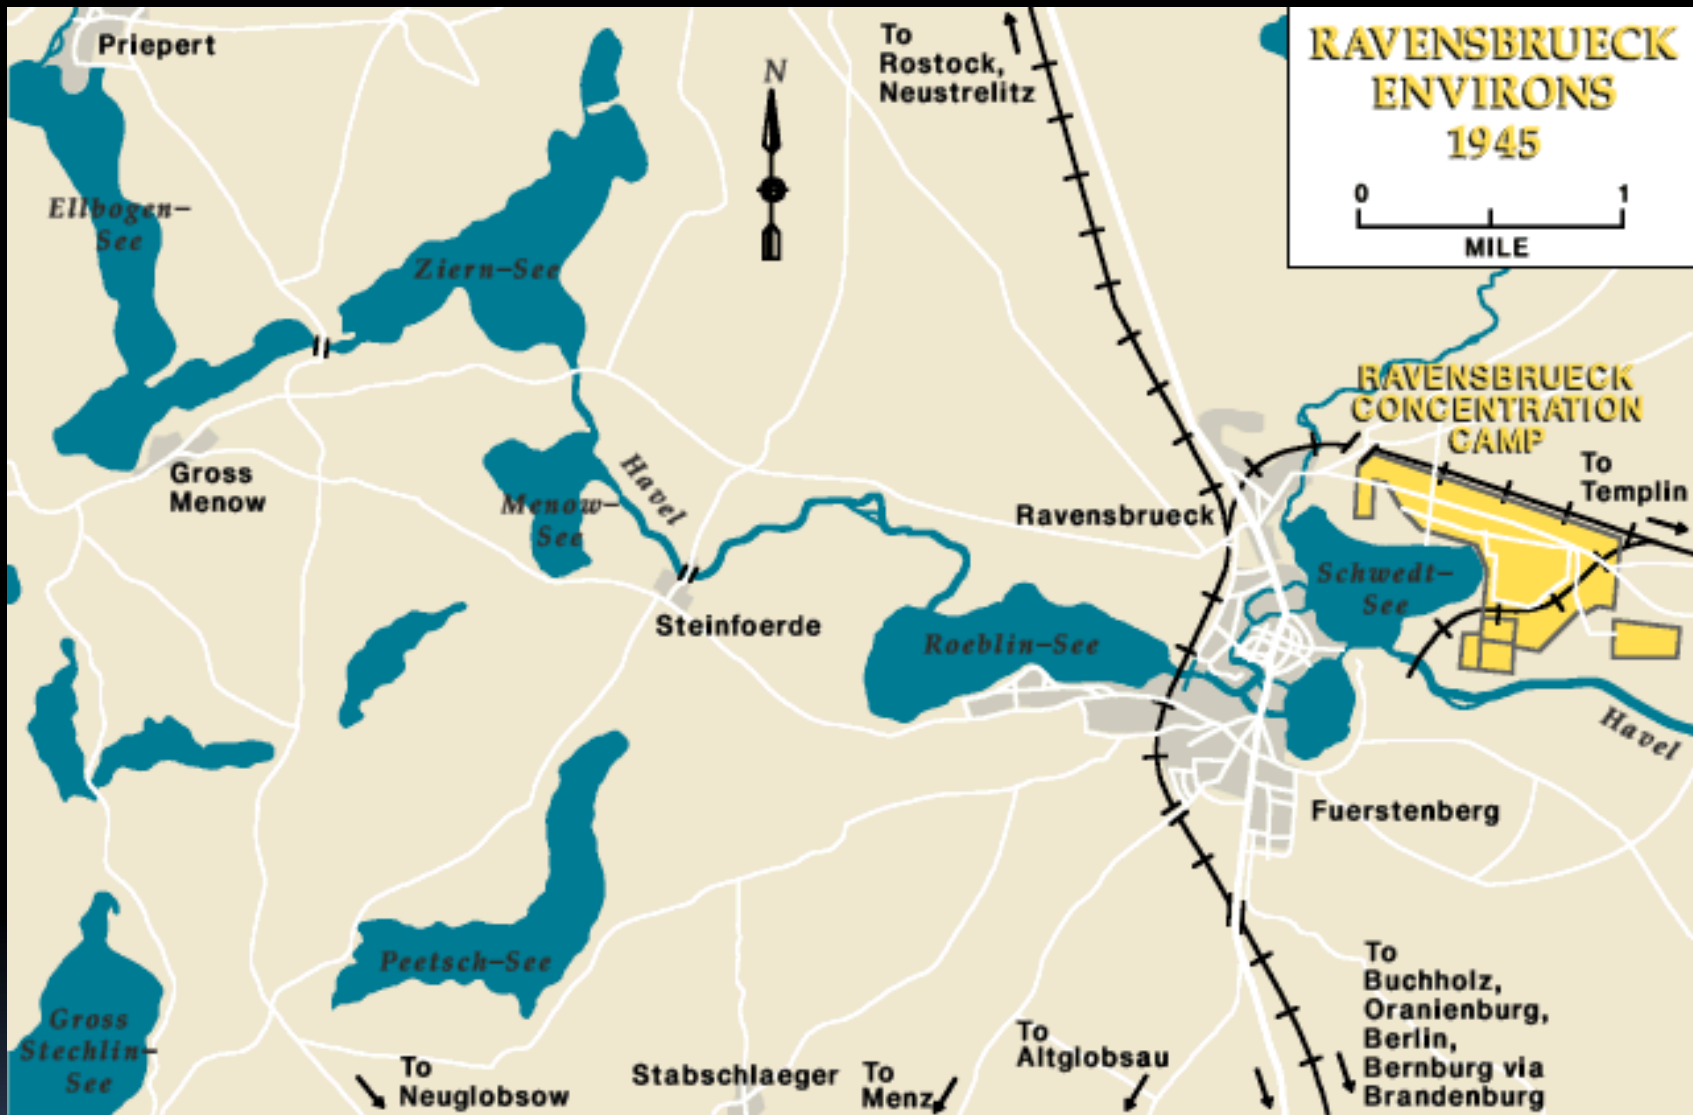 RAVENSBRUECK
ENVIRONS
1945
0
1
MILE
Priepert
To
Rostock,
Neustrelitz
N
Ellbogen–
See
Ziern–See
RAVENSBRUECK
CONCENTRATION
CAMP
To
Templin
Gross
Menow
Havel
Menow–
See
Ravensbrueck
Schwedt–
See
Steinfoerde
Roeblin–See
Havel
Fuerstenberg
Peetsch–See
Gross
Stechlin–
See
To
Neuglobsow
Stabschlaeger
To
Menz
To
Altglobsau
To
Buchholz,
Oranienburg,
Berlin,
Bernburg via
Brandenburg